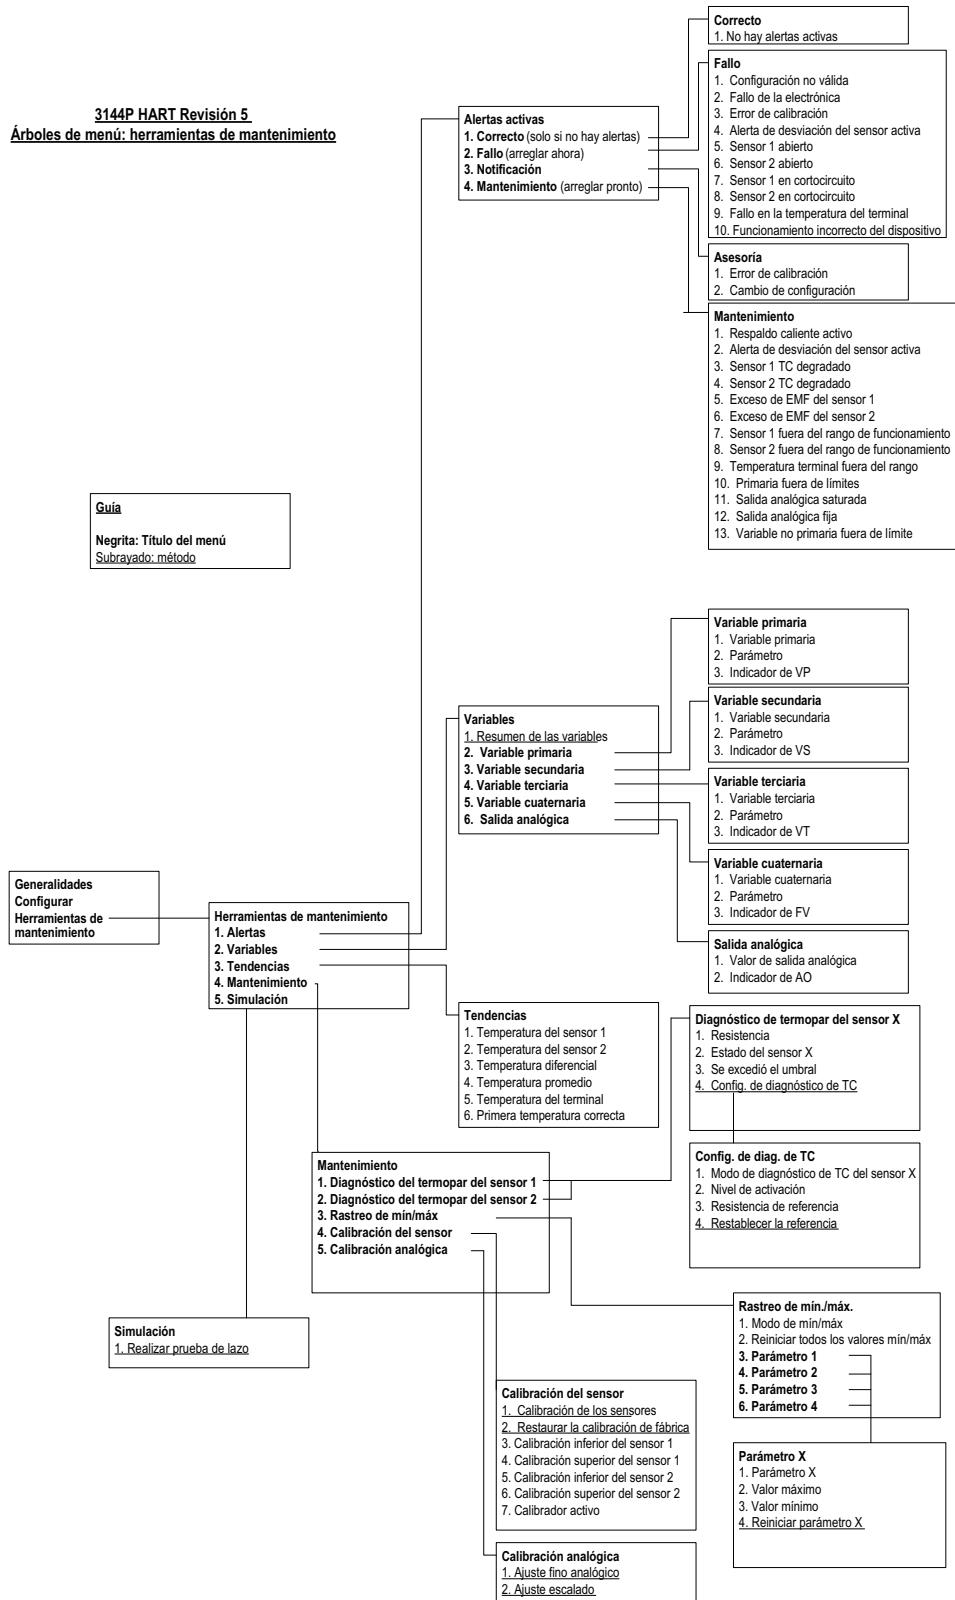 3144P HART Revisión 5
Árboles de menú: herramientas de mantenimiento
Correcto
1. No hay alertas activas
Fallo
1. Configuración no válida
2. Fallo de la electrónica
3. Error de calibración
4. Alerta de desviación del sensor activa
5. Sensor 1 abierto
6. Sensor 2 abierto
7. Sensor 1 en cortocircuito
8. Sensor 2 en cortocircuito
9. Fallo en la temperatura del terminal
10. Funcionamiento incorrecto del dispositivo
Alertas activas
1. Correcto (solo si no hay alertas)
2. Fallo (arreglar ahora)
3. Notificación
4. Mantenimiento (arreglar pronto)
Asesoría
1. Error de calibración
2. Cambio de configuración
Mantenimiento
1. Respaldo caliente activo
2. Alerta de desviación del sensor activa
3. Sensor 1 TC degradado
4. Sensor 2 TC degradado
5. Exceso de EMF del sensor 1
6. Exceso de EMF del sensor 2
7. Sensor 1 fuera del rango de funcionamiento
8. Sensor 2 fuera del rango de funcionamiento
9. Temperatura terminal fuera del rango
10. Primaria fuera de límites
11. Salida analógica saturada
12. Salida analógica fija
13. Variable no primaria fuera de límite
Guía
Negrita: Título del menú
Subrayado: método
Variable primaria
1. Variable primaria
2. Parámetro
3. Indicador de VP
Variable secundaria
1. Variable secundaria
2. Parámetro
3. Indicador de VS
Variables
1. Resumen de las variables
2. Variable primaria
3. Variable secundaria
4. Variable terciaria
5. Variable cuaternaria
6. Salida analógica
Variable terciaria
1. Variable terciaria
2. Parámetro
3. Indicador de VT
Variable cuaternaria
1. Variable cuaternaria
2. Parámetro
3. Indicador de FV
Salida analógica
1. Valor de salida analógica
2. Indicador de AO
Generalidades
Configurar
Herramientas de
mantenimiento
Herramientas de mantenimiento
1. Alertas
2. Variables
3. Tendencias
4. Mantenimiento
5. Simulación
Tendencias
1. Temperatura del sensor 1
2. Temperatura del sensor 2
3. Temperatura diferencial
4. Temperatura promedio
5. Temperatura del terminal
6. Primera temperatura correcta
Diagnóstico de termopar del sensor X
1. Resistencia
2. Estado del sensor X
3. Se excedió el umbral
4. Config. de diagnóstico de TC
Config. de diag. de TC
1. Modo de diagnóstico de TC del sensor X
2. Nivel de activación
3. Resistencia de referencia
4. Restablecer la referencia
Mantenimiento
1. Diagnóstico del termopar del sensor 1
2. Diagnóstico del termopar del sensor 2
3. Rastreo de mín/máx
4. Calibración del sensor
5. Calibración analógica
Rastreo de mín./máx.
1. Modo de mín/máx
2. Reiniciar todos los valores mín/máx
3. Parámetro 1
4. Parámetro 2
5. Parámetro 3
6. Parámetro 4
Simulación
1. Realizar prueba de lazo
Calibración del sensor
1. Calibración de los sensores
2. Restaurar la calibración de fábrica
3. Calibración inferior del sensor 1
4. Calibración superior del sensor 1
5. Calibración inferior del sensor 2
6. Calibración superior del sensor 2
7. Calibrador activo
Parámetro X
1. Parámetro X
2. Valor máximo
3. Valor mínimo
4. Reiniciar parámetro X
Calibración analógica
1. Ajuste fino analógico
2. Ajuste escalado